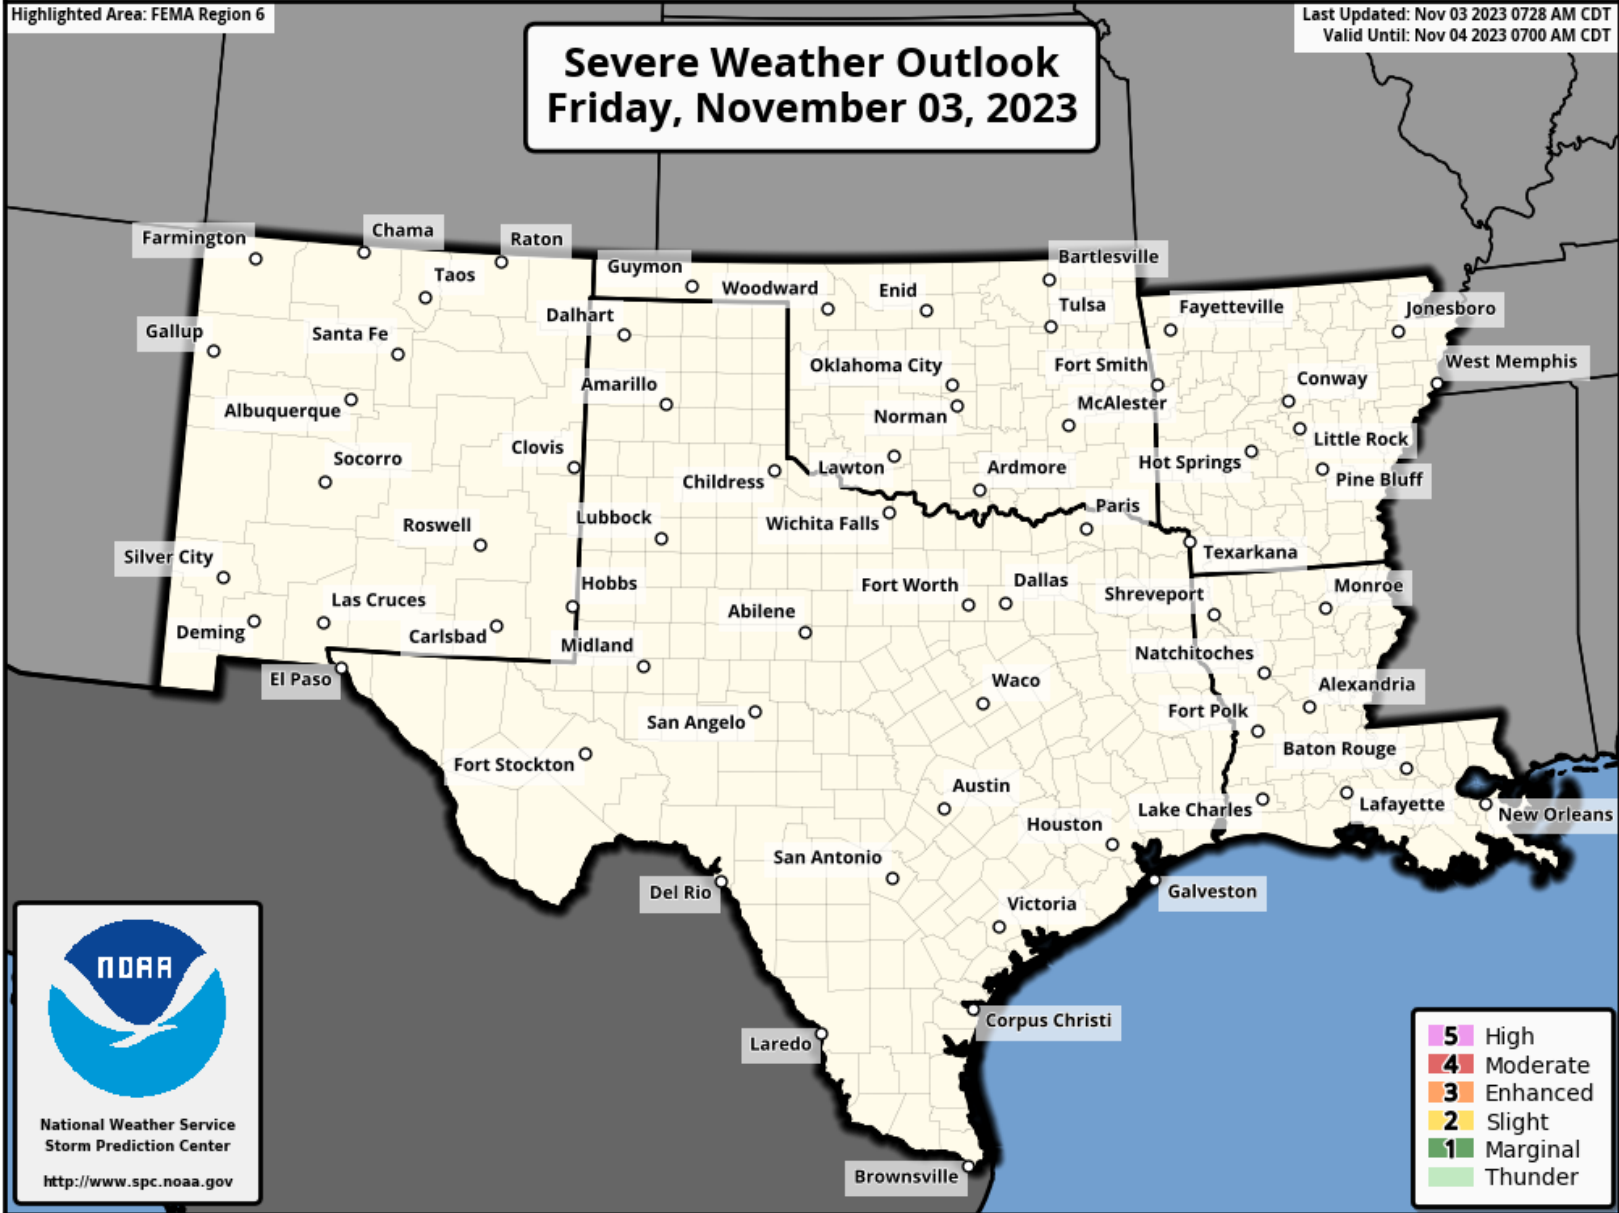 Highlighted Area: FEMA Region 6
Last Updated: Nov 03 2023 0728 AM CDT
Valid Until: Nov 04 2023 0700 AM CDT
Severe Weather Outlook
Friday, November 03, 2023
Farmington
Chama
Raton
Taos
Guymon
Woodward
Enid
Bartlesville
Tulsa
Fayetteville
Jonesboro
Gallup
Santa Fe
Dalhart
Oklahoma City
Fort Smith
West Memphis
Amarillo
Conway
Albuquerque
Norman
McAlester
Little Rock
Socorro
Clovis
Childress
Lawton
Ardmore
Hot Springs
Pine Bluff
Roswell
Lubbock
Wichita Falls
Paris
Texarkana
Silver City
Las Cruces
Hobbs
Fort Worth
Dallas
Shreveport
Monroe
Deming
Carlsbad
Midland
Abilene
Natchitoches
El Paso
Waco
Alexandria
San Angelo
Fort Polk
Fort Stockton
Baton Rouge
Austin
Lake Charles
Lafayette
New Orleans
Houston
San Antonio
Del Rio
Victoria
Galveston
Corpus Christi
Laredo
Brownsville
NOAA
National Weather Service
Storm Prediction Center
http://www.spc.noaa.gov
5 High
4 Moderate
3 Enhanced
2 Slight
1 Marginal
Thunder